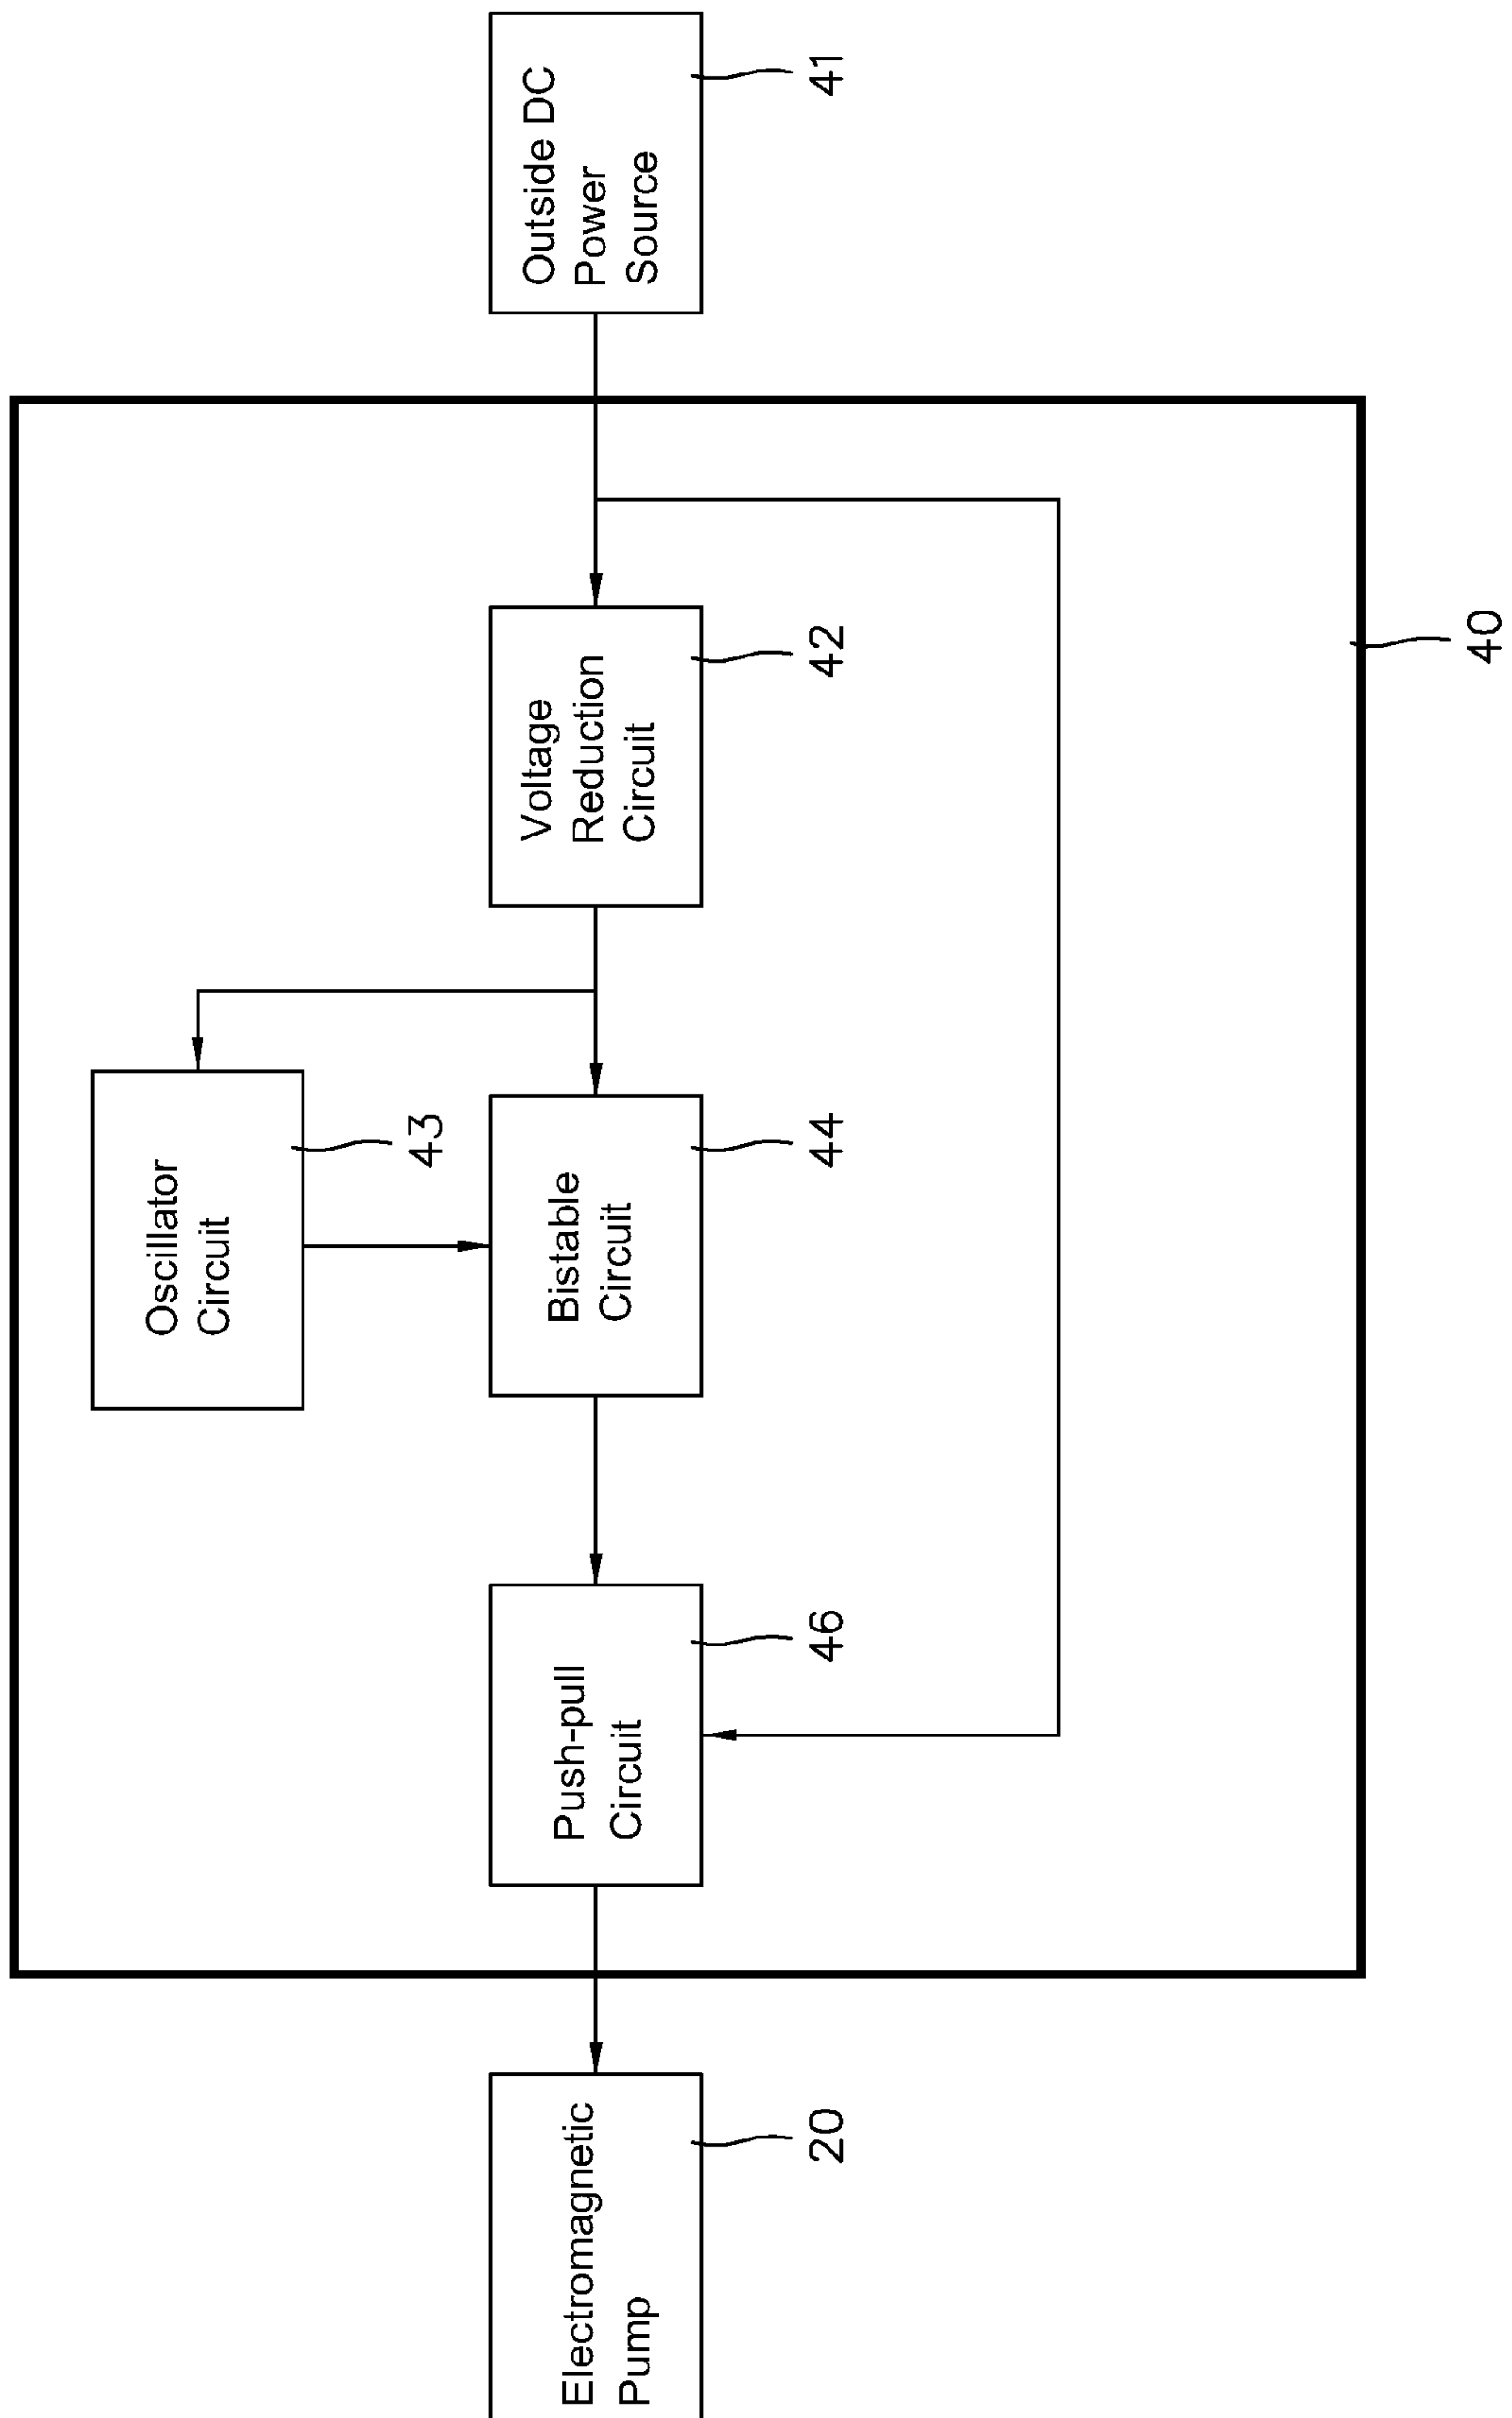 Outside DC
Power
Source
41
Voltage
Reduction
Circuit
42
40
Oscillator
Circuit
43
Bistable
Circuit
44
Push-pull
Circuit
46
Electromagnetic
Pump
20